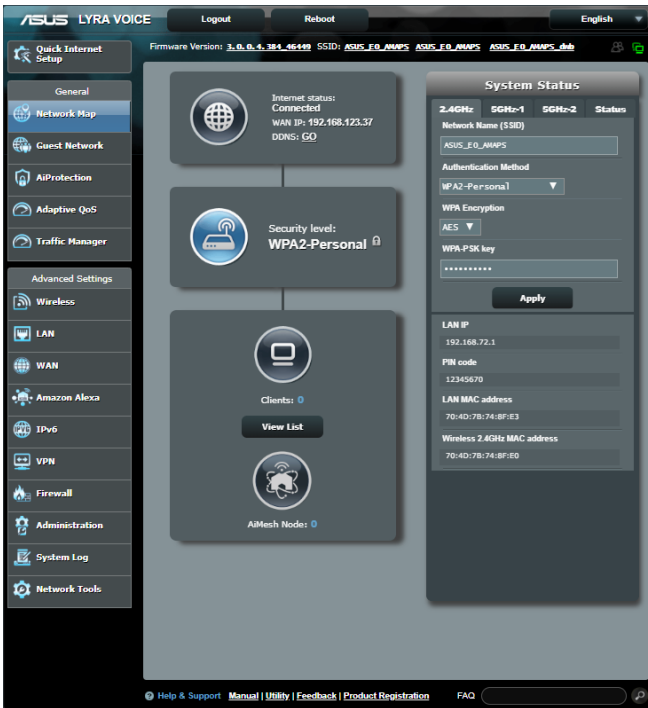 ASUS LYRA VOICE
Logout
Reboot
English
Quick Internet
Setup
Firmware Version: 3.0.0.4.384_46449 SSID: ASUS_E0_AMAPS ASUS_E0_AMAPS ASUS_E0_AMAPS_dwb
General
Network Map
Guest Network
AiProtection
Adaptive QoS
Traffic Manager
Advanced Settings
Wireless
LAN
WAN
Amazon Alexa
IPv6
VPN
Firewall
Administration
System Log
Network Tools
Internet status:
Connected
WAN IP: 192.168.123.37
DDNS: GO
Security level:
WPA2-Personal
Clients: 0
View List
AiMesh Node: 0
System Status
2.4GHz 5GHz-1 5GHz-2 Status
Network Name (SSID)
ASUS_E0_AMAPS
Authentication Method
WPA2-Personal
WPA Encryption
AES
WPA-PSK key
••••••••••
Apply
LAN IP
192.168.72.1
PIN code
12345670
LAN MAC address
70:4D:7B:74:8F:E3
Wireless 2.4GHz MAC address
70:4D:7B:74:8F:E0
Help & Support Manual | Utility | Feedback | Product Registration FAQ